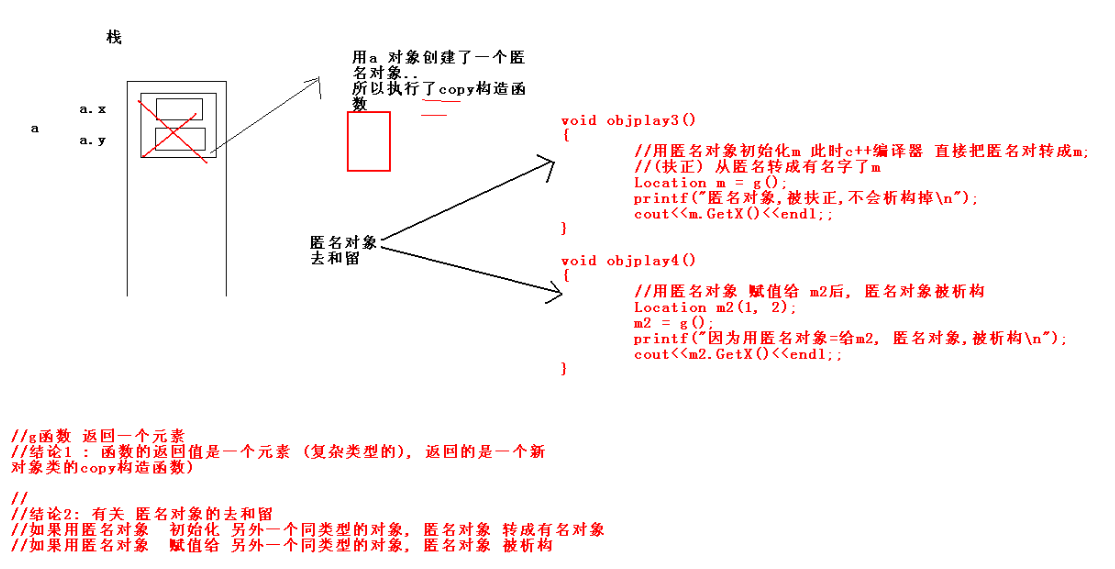 栈
用a 对象创建了一个匿
名对象..
所以执行了copy构造函
数
a.x
a
a.y
匿名对象
去和留
void objplay3()
{
//用匿名对象初始化m 此时c++编译器 直接把匿名对转成m;
//(扶正) 从匿名转成有名字了m
Location m = g();
printf("匿名对象,被扶正,不会析构掉\n");
cout<<m.GetX()<<endl;;
}
void objplay4()
{
//用匿名对象 赋值给 m2后, 匿名对象被析构
Location m2(1, 2);
m2 = g();
printf("因为用匿名对象=给m2, 匿名对象,被析构\n");
cout<<m2.GetX()<<endl;;
}
//g函数 返回一个元素
//结论1 : 函数的返回值是一个元素 (复杂类型的), 返回的是一个新
对象类的copy构造函数)
//
//结论2: 有关 匿名对象的去和留
//如果用匿名对象  初始化 另外一个同类型的对象, 匿名对象 转成有名对象
//如果用匿名对象  赋值给 另外一个同类型的对象, 匿名对象 被析构